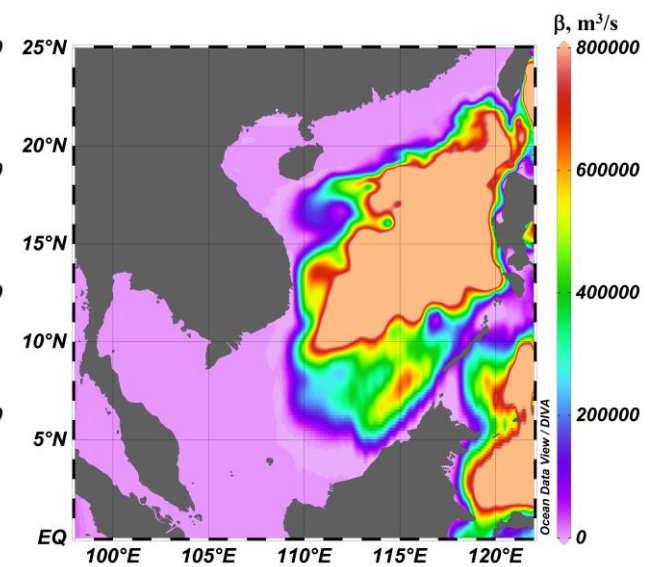 β, m³/s
25°N
20°N
15°N
10°N
5°N
EQ
100°E 105°E 110°E 115°E 120°E
800000
600000
400000
200000
0
Ocean Data View / DIVA